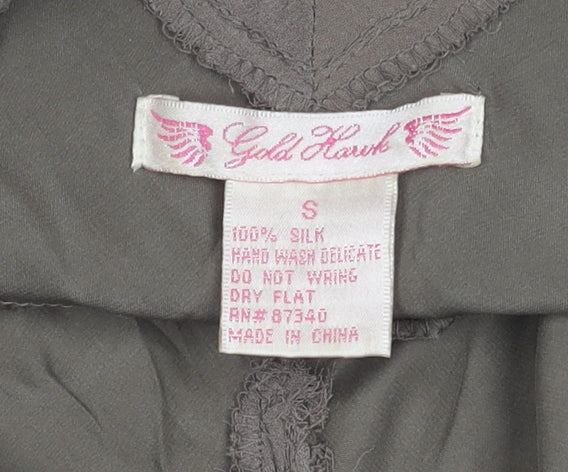 Gold Hawk
S
100% SILK
HAND WASH DELICATE
DO NOT WRING
DRY FLAT
RN# 87340
MADE IN CHINA